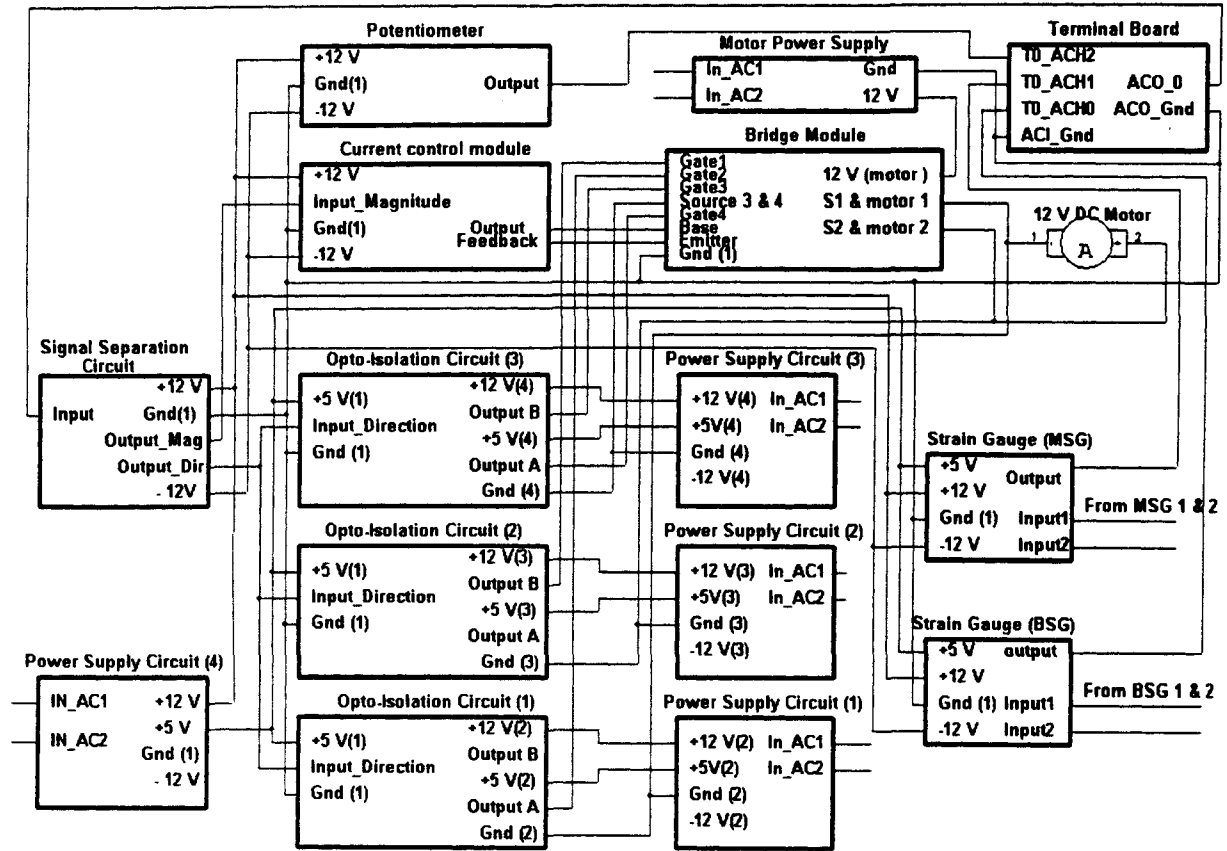 Potentiometer
+12 V
Gnd(1)
-12 V
Output
Motor Power Supply
In_AC1
In_AC2
Gnd
12 V
Terminal Board
TD_ACH2
TD_ACH1
TD_ACH0
ACI_Gnd
ACO_0
ACO_Gnd
Current control module
+12 V
Input_Magnitude
Gnd(1)
-12 V
Output
Feedback
Bridge Module
Gate1
Gate2
Gate3
Source 3 & 4
Gate4
Base
Emitter
Gnd (1)
12 V (motor )
S1 & motor 1
S2 & motor 2
12 V DC Motor
1
A
2
Signal Separation
Circuit
Input
+12 V
Gnd(1)
Output_Mag
Output_Dir
- 12V
Opto-Isolation Circuit (3)
+5 V(1)
Input_Direction
Gnd (1)
+12 V(4)
Output B
+5 V(4)
Output A
Gnd (4)
Power Supply Circuit (3)
+12 V(4)
+5V(4)
Gnd (4)
-12 V(4)
In_AC1
In_AC2
Strain Gauge (MSG)
+5 V
+12 V
Gnd (1)
-12 V
Output
Input1
Input2
From MSG 1 & 2
Opto-Isolation Circuit (2)
+5 V(1)
Input_Direction
Gnd (1)
+12 V(3)
Output B
+5 V(3)
Output A
Gnd (3)
Power Supply Circuit (2)
+12 V(3)
+5V(3)
Gnd (3)
-12 V(3)
In_AC1
In_AC2
Strain Gauge (BSG)
+5 V
+12 V
Gnd (1)
-12 V
output
Input1
Input2
From BSG 1 & 2
Power Supply Circuit (4)
IN_AC1
IN_AC2
+12 V
+5 V
Gnd (1)
- 12 V
Opto-Isolation Circuit (1)
+5 V(1)
Input_Direction
Gnd (1)
+12 V(2)
Output B
+5 V(2)
Output A
Gnd (2)
Power Supply Circuit (1)
+12 V(2)
+5V(2)
Gnd (2)
-12 V(2)
In_AC1
In_AC2